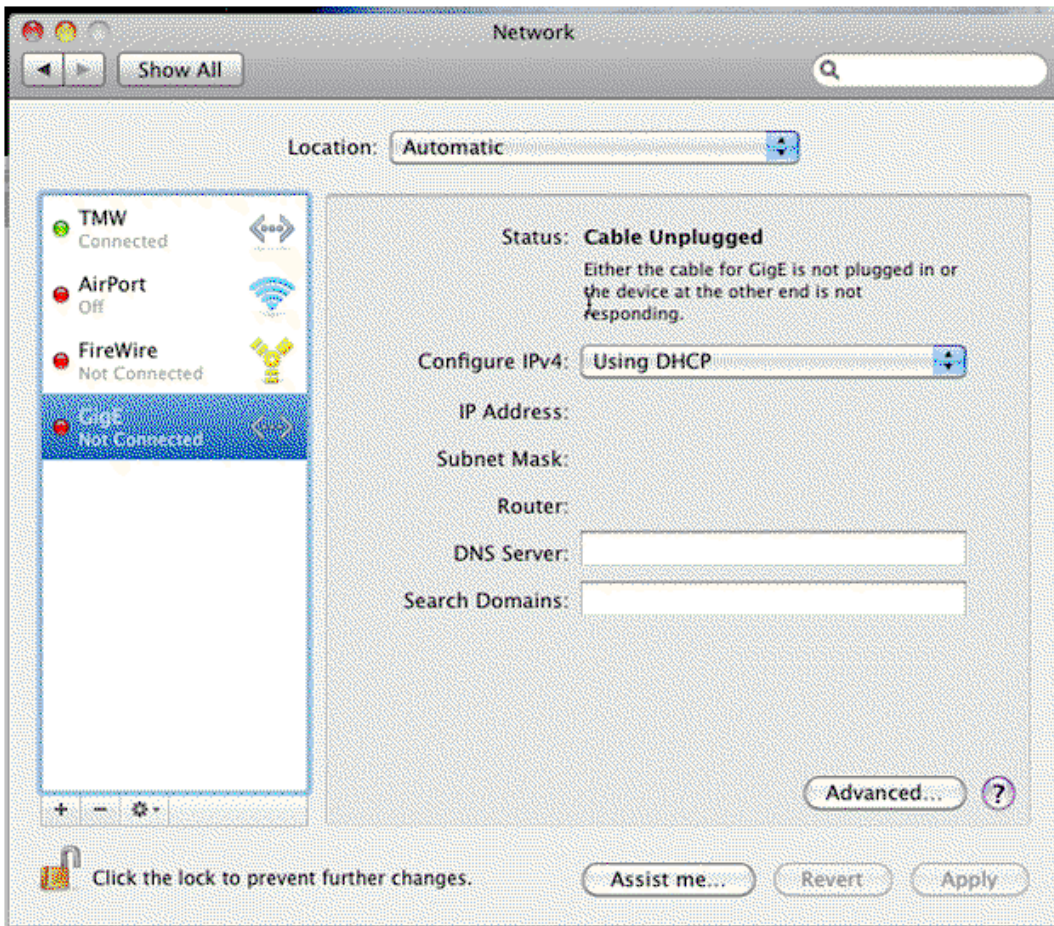 Network
Show All
Location: Automatic
TMW
Connected
AirPort
Off
FireWire
Not Connected
GigE
Not Connected
Status: Cable Unplugged
Either the cable for GigE is not plugged in or
the device at the other end is not
responding.
Configure IPv4: Using DHCP
IP Address:
Subnet Mask:
Router:
DNS Server:
Search Domains:
Advanced... ?
Click the lock to prevent further changes.
Assist me... Revert Apply